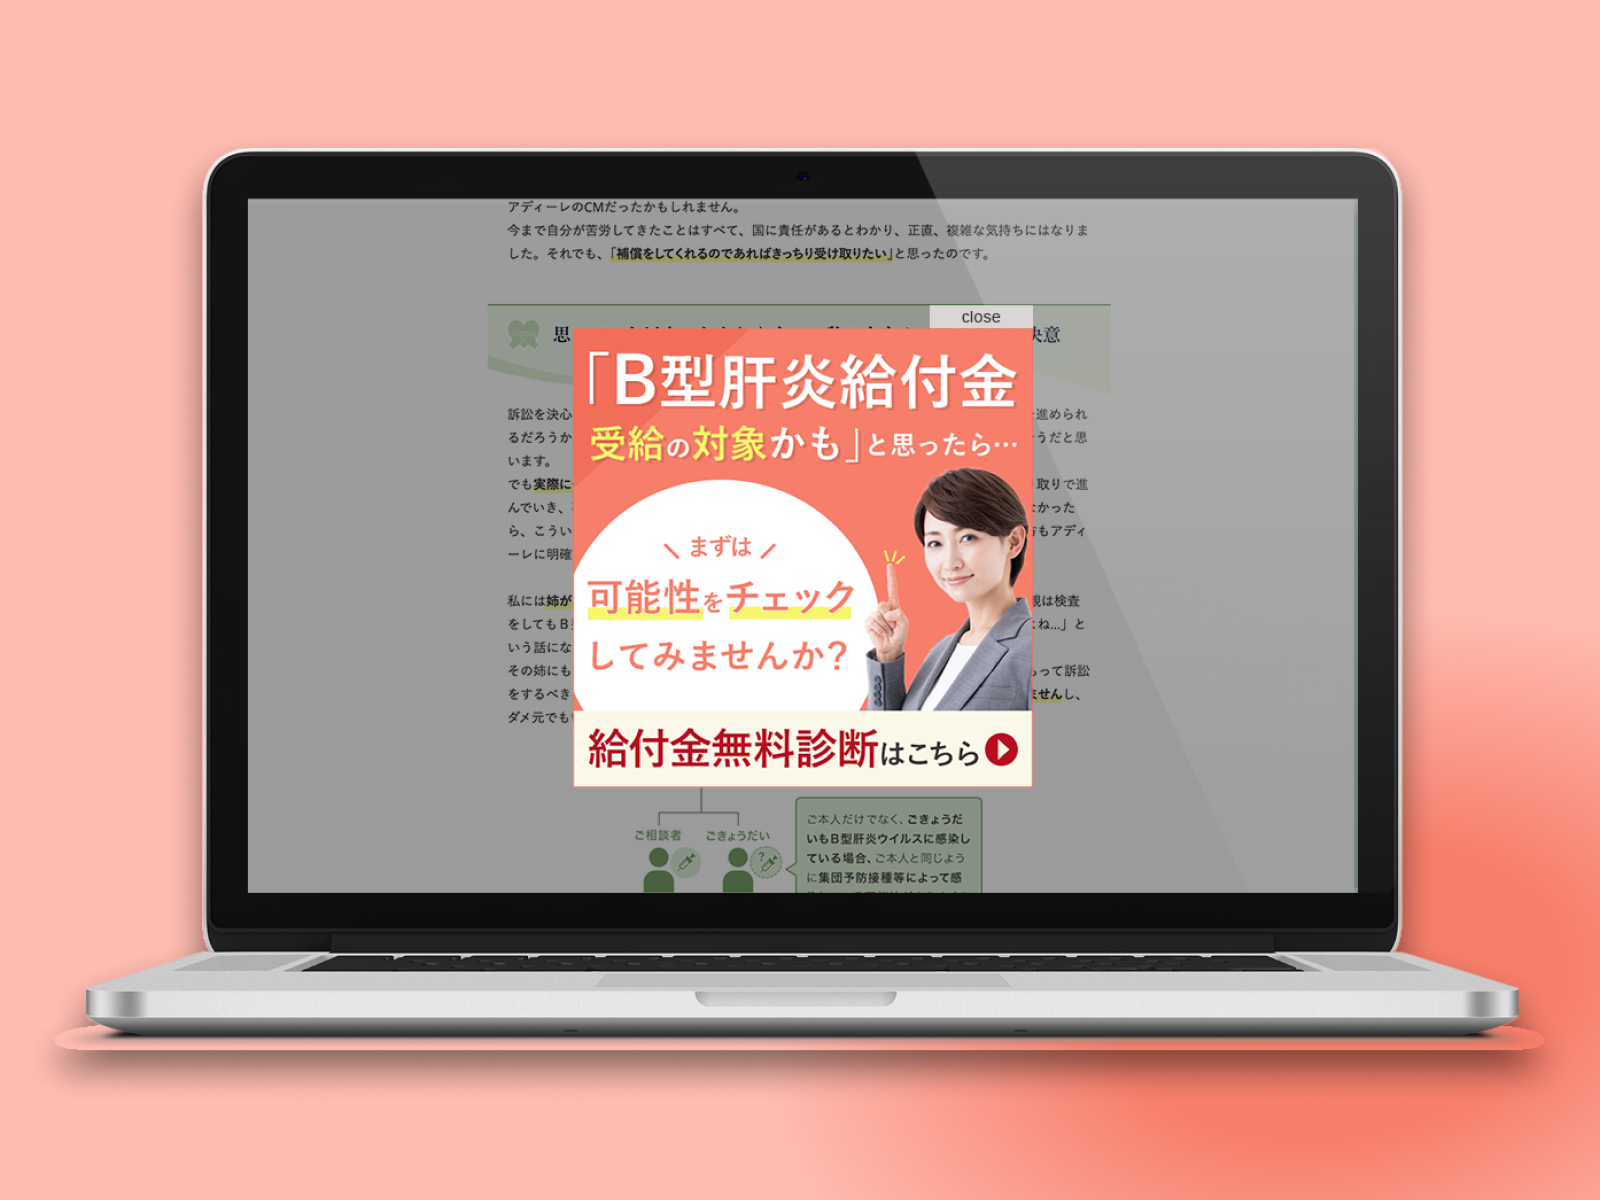 アディーレのCMだったかもしれません。
今まで自分が苦労してきたことはすべて、国に責任があるとわかり、正直、複雑な気持ちにはなりま
した。それでも、「補償をしてくれるのであればきっちり受け取りたい」と思ったのです。
close
思
決意
「B型肝炎給付金
受給の対象かも」と思ったら…
訴訟を決心
進められ
るだろうか
うだと思
います。
でも実際に
取りで進
んでいき、
なかった
ら、こうい
方もアディ
ーレに明確
\ まずは /
可能性をチェック
してみませんか?
私には姉が
親は検査
をしてもB
よね…」と
いう話にな
その姉にも
もって訴訟
をするべき
ませんし、
ダメ元でも
給付金無料診断はこちら
ご相談者
ごきょうだい
?
ご本人だけでなく、ごきょうだ
いもB型肝炎ウイルスに感染し
ている場合、ご本人と同じよう
に集団予防接種等によって感